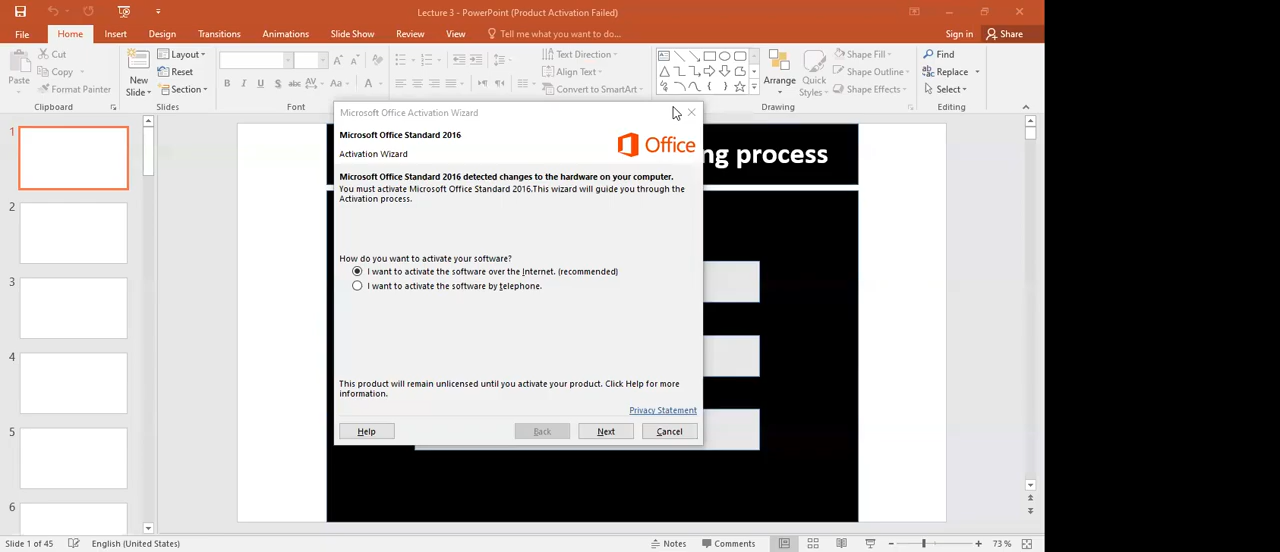 Lecture 3 - PowerPoint (Product Activation Failed)
File Home Insert Design Transitions Animations Slide Show Review View Tell me what you want to do... Sign in Share
Paste
Cut
Copy
Format Painter
Clipboard
New
Slide
Layout
Reset
Section
Slides
B I U S abc AV Aa A
Font
Text Direction
Align Text
Convert to SmartArt
Arrange
Quick
Styles
Shape Fill
Shape Outline
Drawing
Find
Replace
Select
Editing
1
2
3
4
5
6
ng process
Microsoft Office Activation Wizard
Microsoft Office Standard 2016
Activation Wizard
Office
Microsoft Office Standard 2016 detected changes to the hardware on your computer.
You must activate Microsoft Office Standard 2016.This wizard will guide you through the
Activation process.
How do you want to activate your software?
I want to activate the software over the Internet. (recommended)
I want to activate the software by telephone.
This product will remain unlicensed until you activate your product. Click Help for more
information.
Privacy Statement
Help Back Next Cancel
Slide 1 of 45 English (United States) Notes Comments 73 %